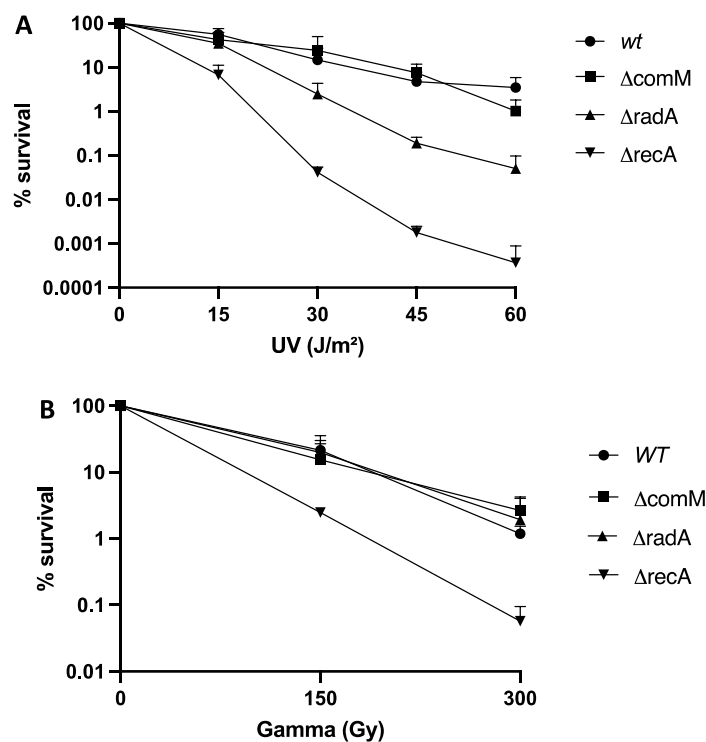 A
% survival
100
10
1
0.1
0.01
0.001
0.0001
0 15 30 45 60
UV (J/m²)
wt
ΔcomM
ΔradA
ΔrecA
B
% survival
100
10
1
0.1
0.01
0 150 300
Gamma (Gy)
WT
ΔcomM
ΔradA
ΔrecA